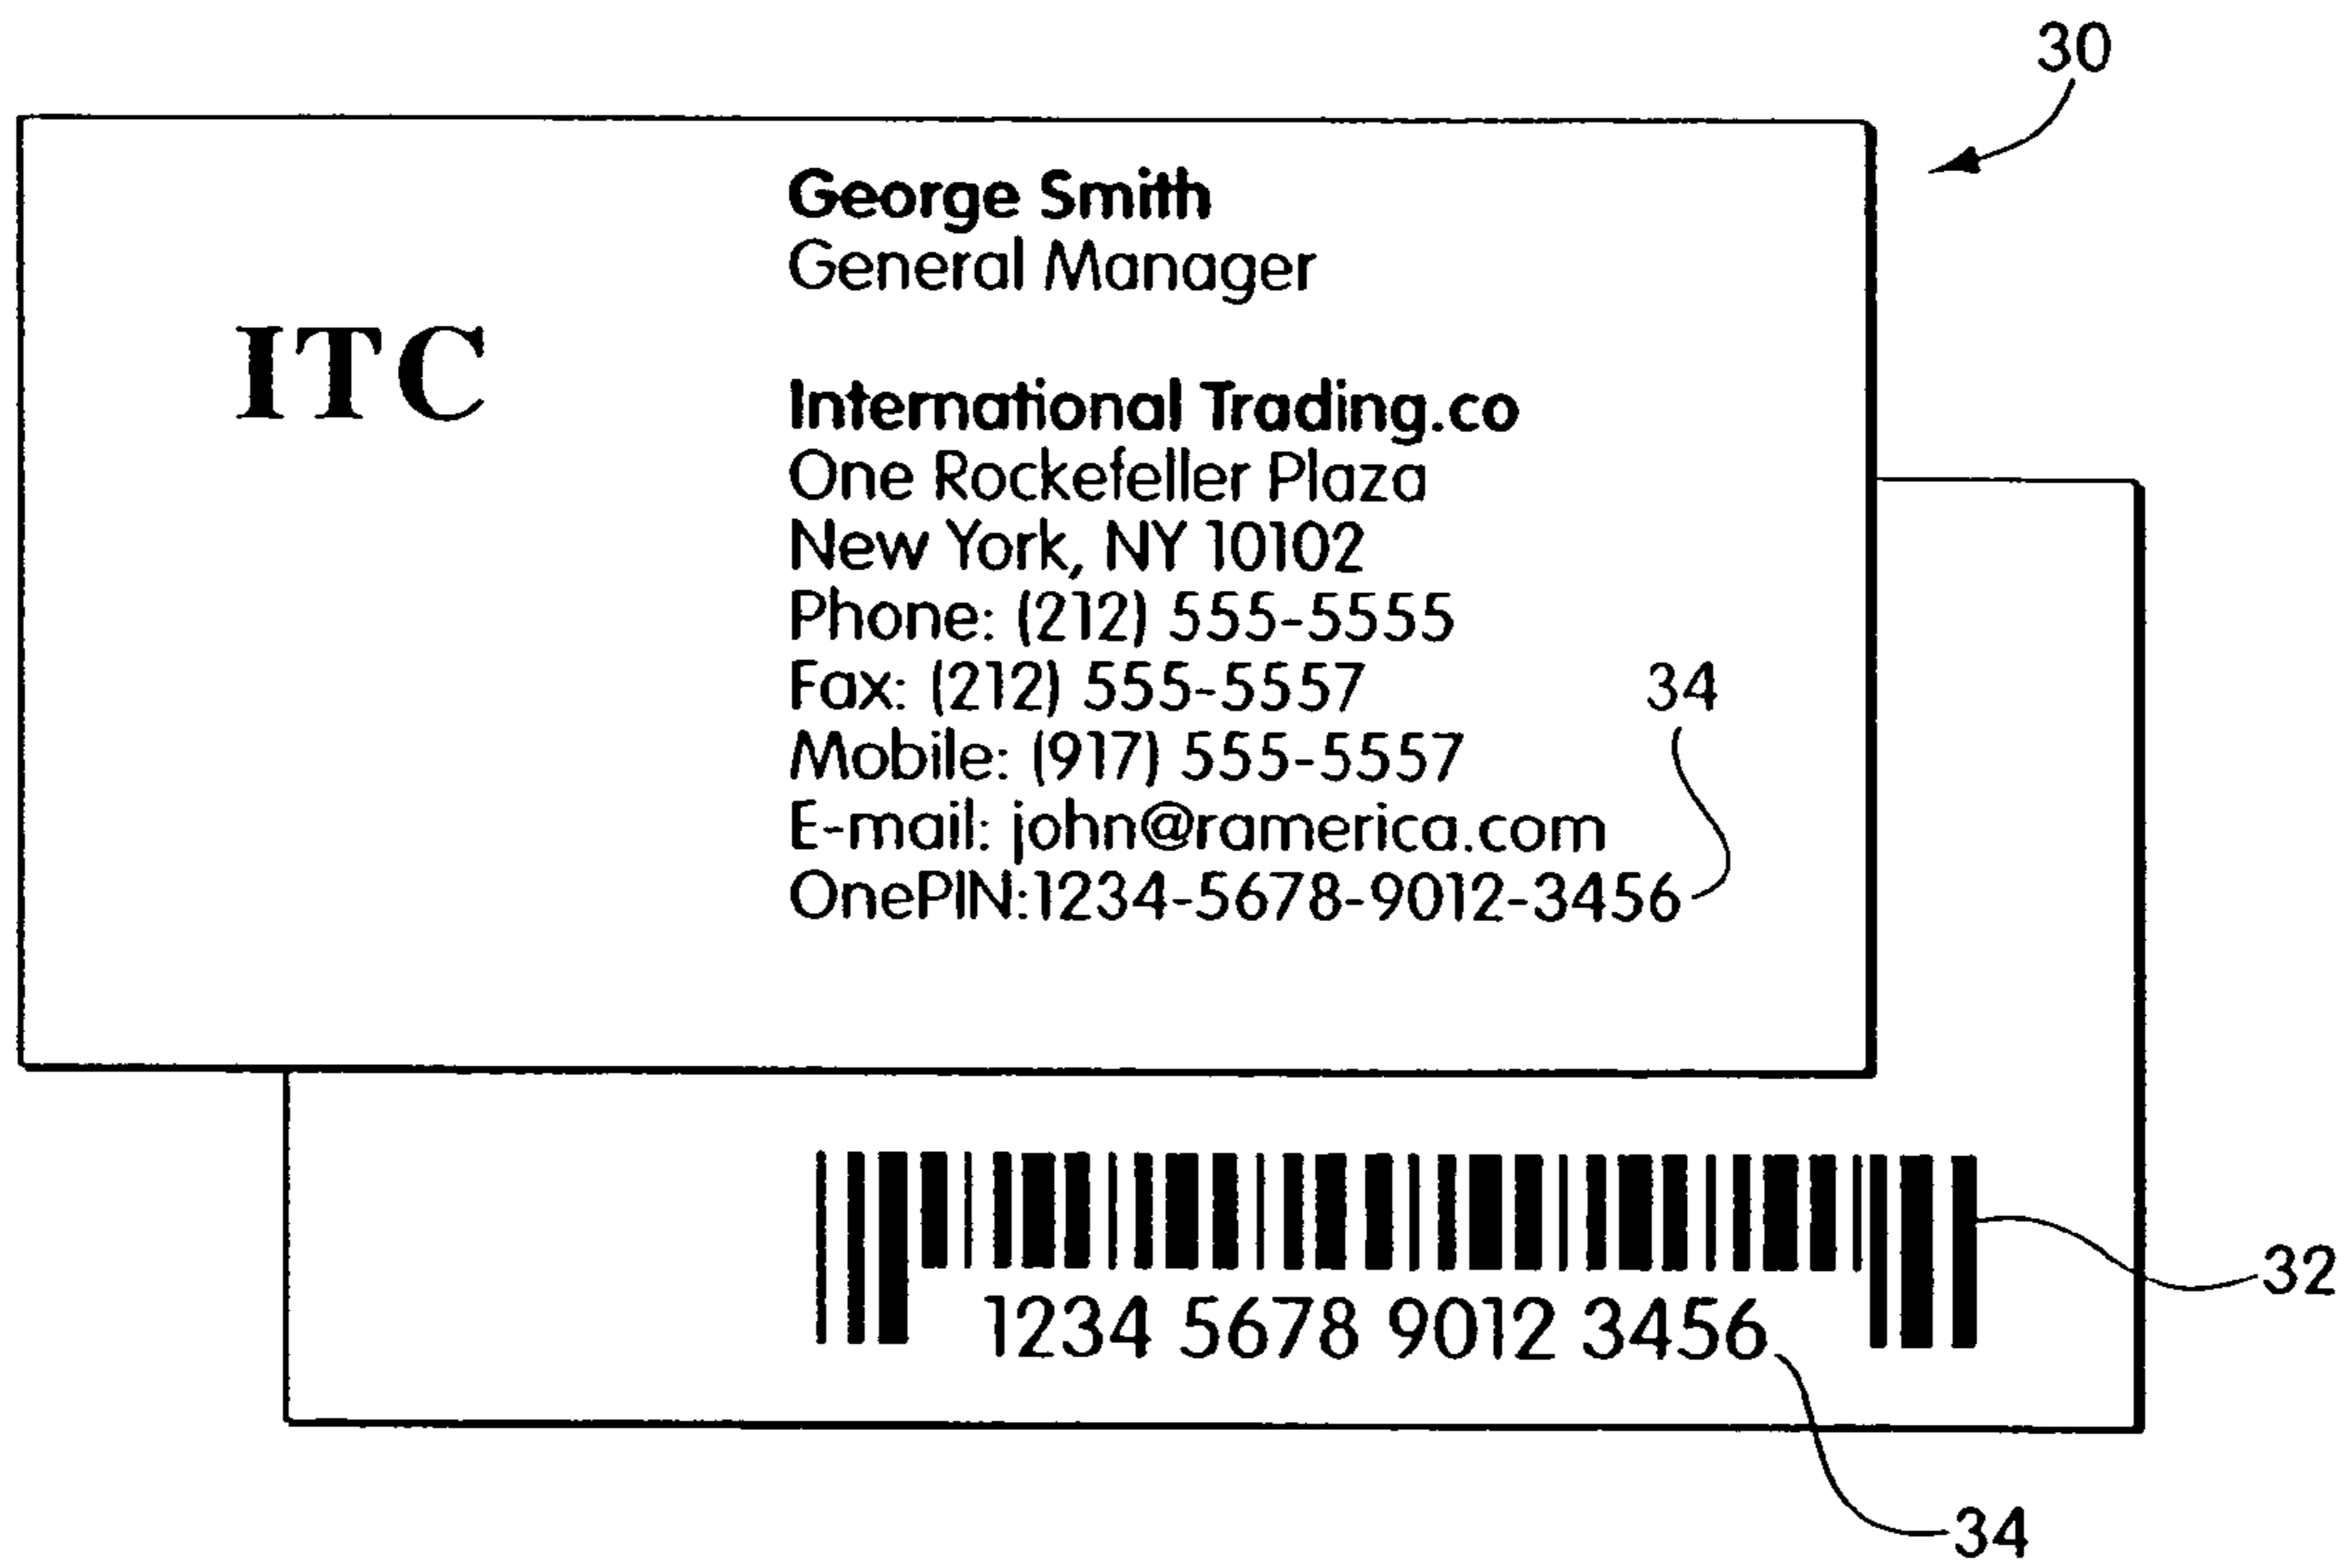 30
George Smith
General Manager
ITC
International Trading.co
One Rockefeller Plaza
New York, NY 10102
Phone: (212) 555-5555
Fax: (212) 555-5557
34
Mobile: (917) 555-5557
E-mail: john@ramerica.com
OnePIN:1234-5678-9012-3456
32
1234 5678 9012 3456
34